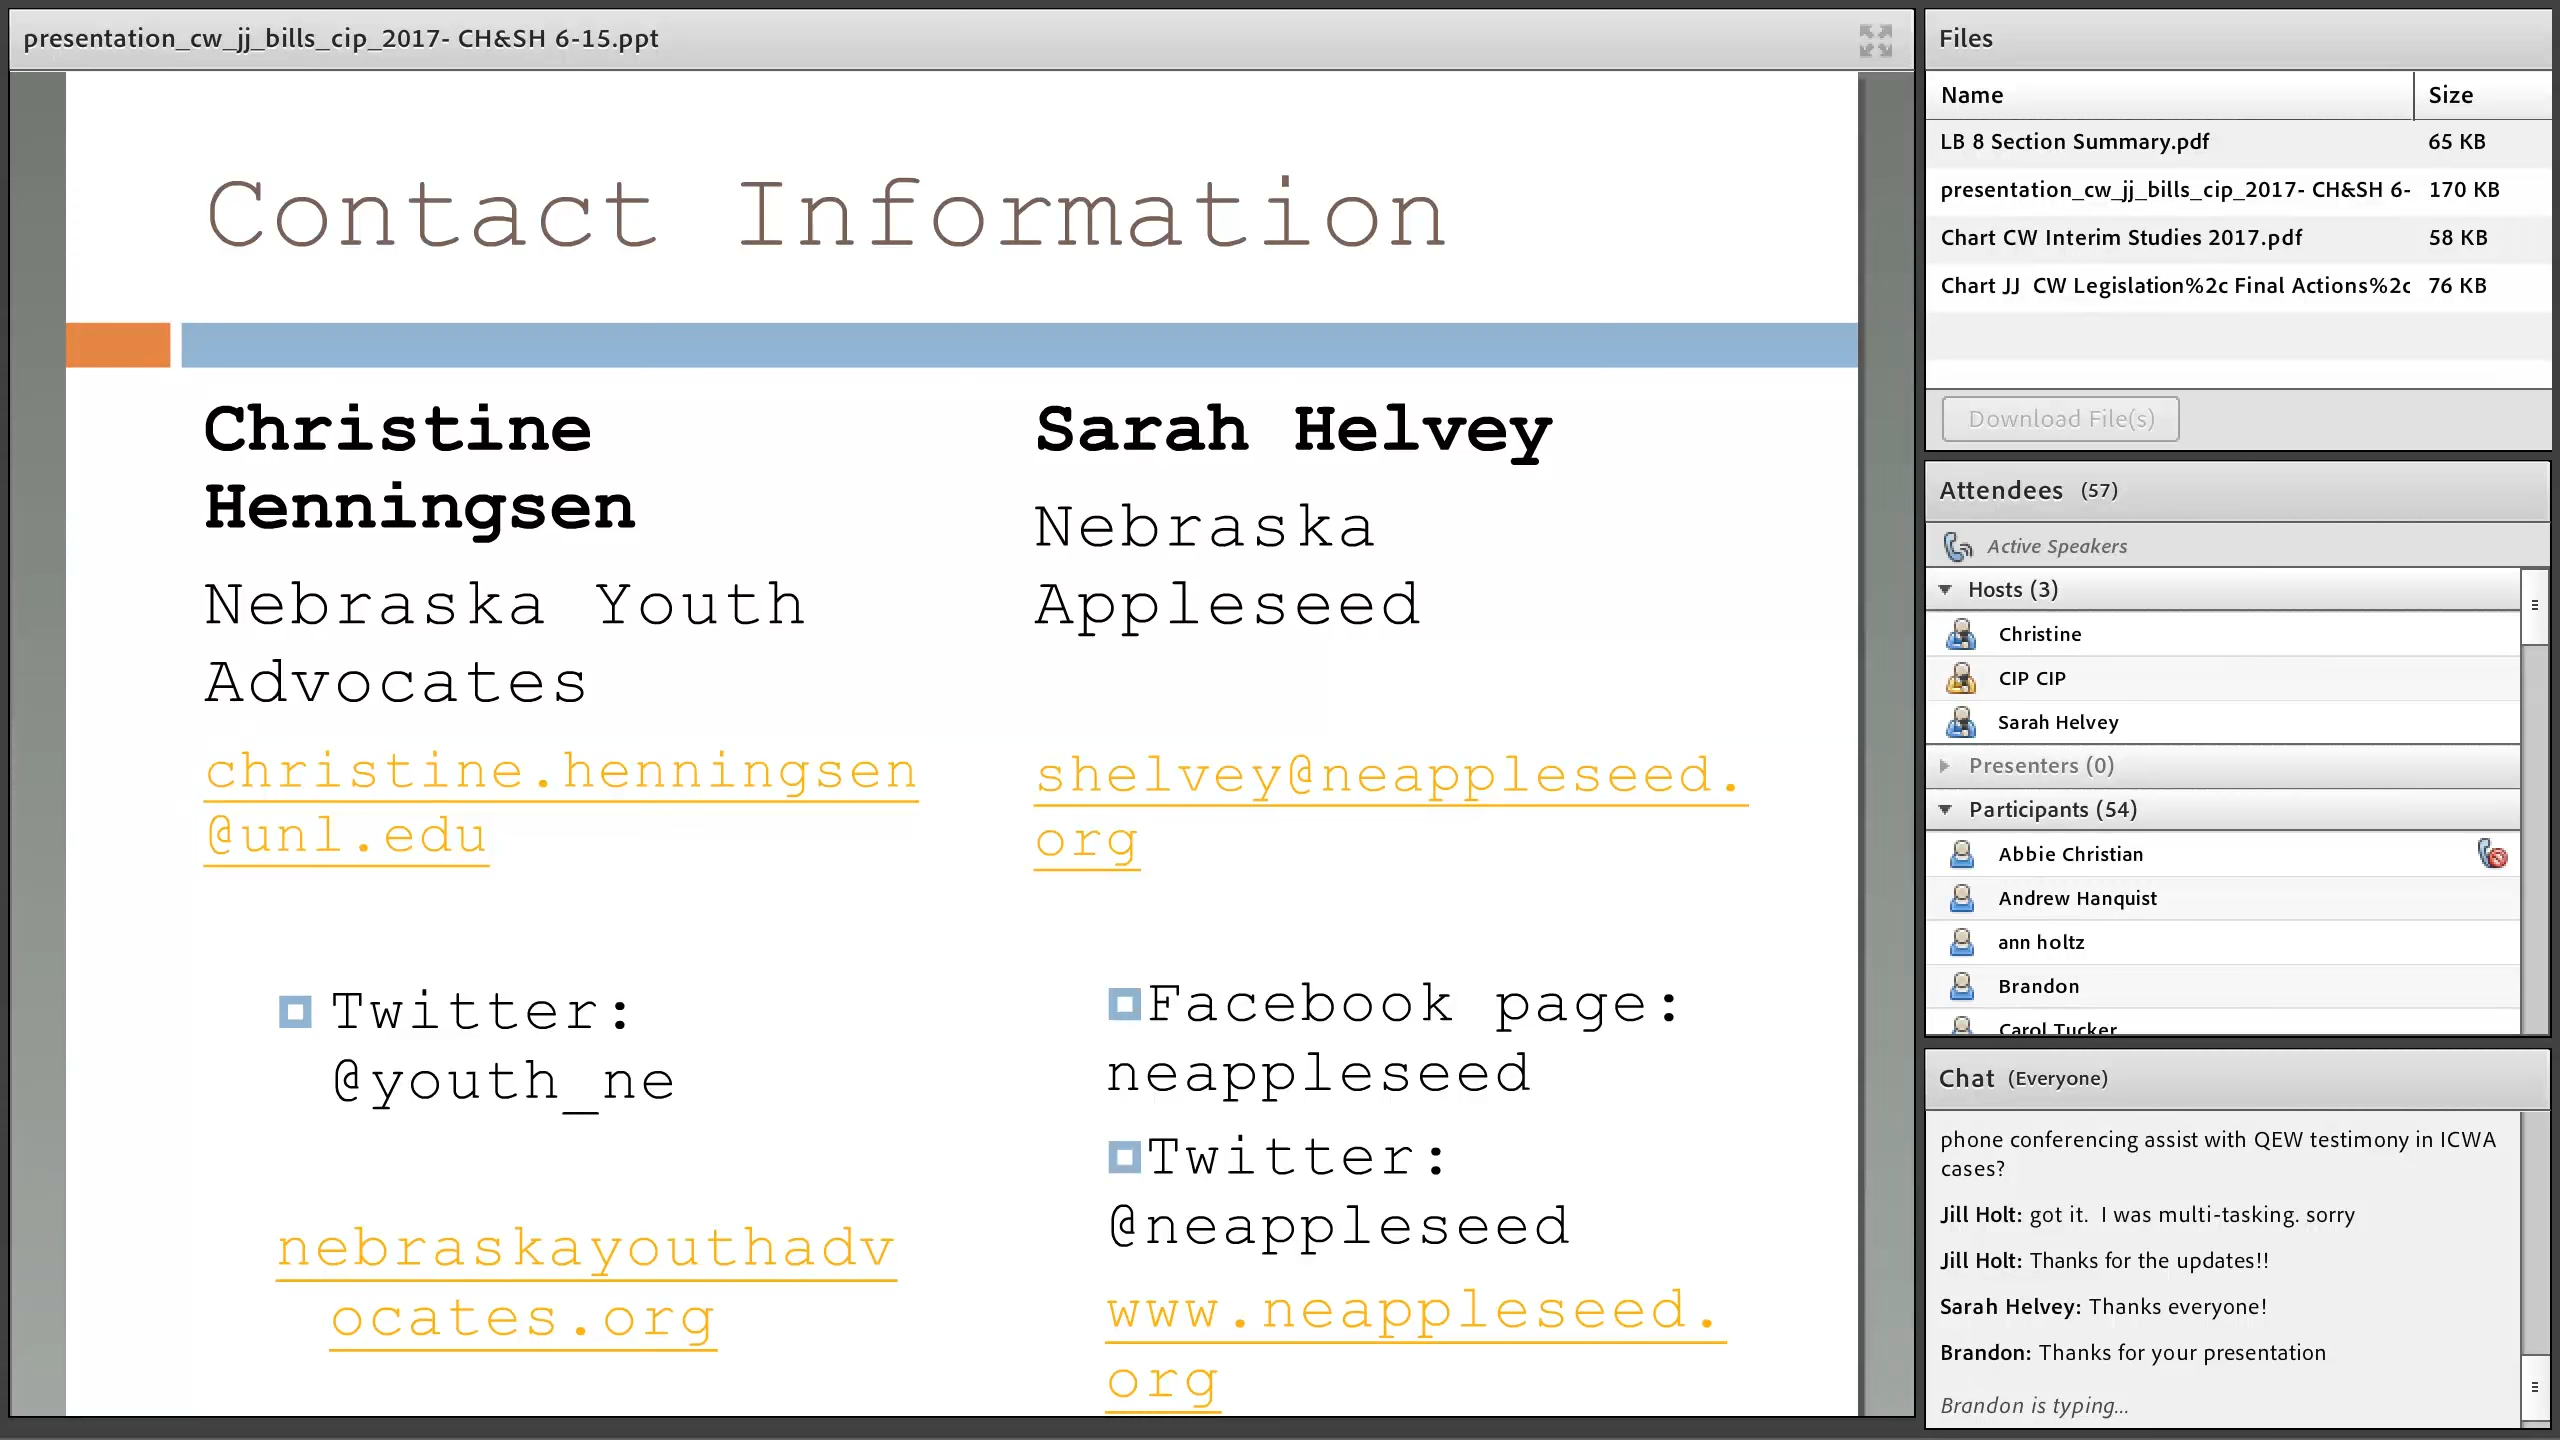 presentation_cw_jj_bills_cip_2017- CH&SH 6-15.ppt
Contact Information
Christine
Henningsen
Nebraska Youth
Advocates
christine.henningsen
@unl.edu
Twitter:
@youth_ne
nebraskayouthadv
ocates.org
Sarah Helvey
Nebraska
Appleseed
shelvey@neappleseed.
org
Facebook page:
neappleseed
Twitter:
@neappleseed
www.neappleseed.
org
Files
Name Size
LB 8 Section Summary.pdf 65 KB
presentation_cw_jj_bills_cip_2017- CH&SH 6- 170 KB
Chart CW Interim Studies 2017.pdf 58 KB
Chart JJ  CW Legislation%2c Final Actions%2c 76 KB
Download File(s)
Attendees (57)
Active Speakers
Hosts (3)
Christine
CIP CIP
Sarah Helvey
Presenters (0)
Participants (54)
Abbie Christian
Andrew Hanquist
ann holtz
Brandon
Carol Tucker
Chat (Everyone)
phone conferencing assist with QEW testimony in ICWA
cases?
Jill Holt: got it.  I was multi-tasking. sorry
Jill Holt: Thanks for the updates!!
Sarah Helvey: Thanks everyone!
Brandon: Thanks for your presentation
Brandon is typing...